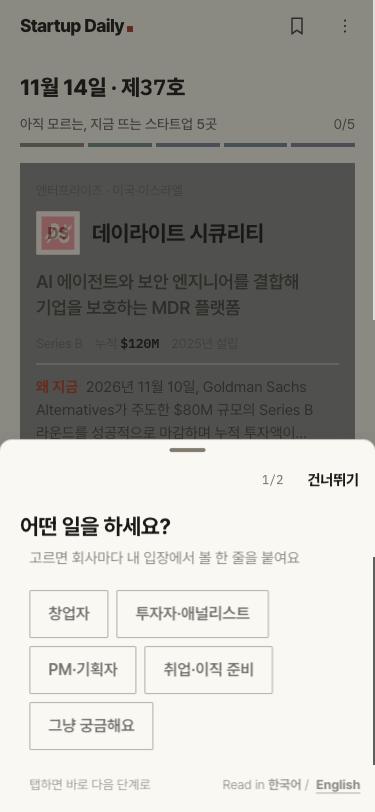 Startup Daily
11월 14일 · 제37호
아직 모르는, 지금 뜨는 스타트업 5곳 0/5
엔터프라이즈 · 미국·이스라엘
DS
데이라이트 시큐리티
AI 에이전트와 보안 엔지니어를 결합해
기업을 보호하는 MDR 플랫폼
Series B 누적 $120M 2025년 설립
왜 지금 2026년 11월 10일, Goldman Sachs
Alternatives가 주도한 $80M 규모의 Series B
라운드를 성공적으로 마감하며 누적 투자액이...
1/2 건너뛰기
어떤 일을 하세요?
고르면 회사마다 내 입장에서 볼 한 줄을 붙여요
창업자 투자자·애널리스트
PM·기획자 취업·이직 준비
그냥 궁금해요
탭하면 바로 다음 단계로 Read in 한국어 / English